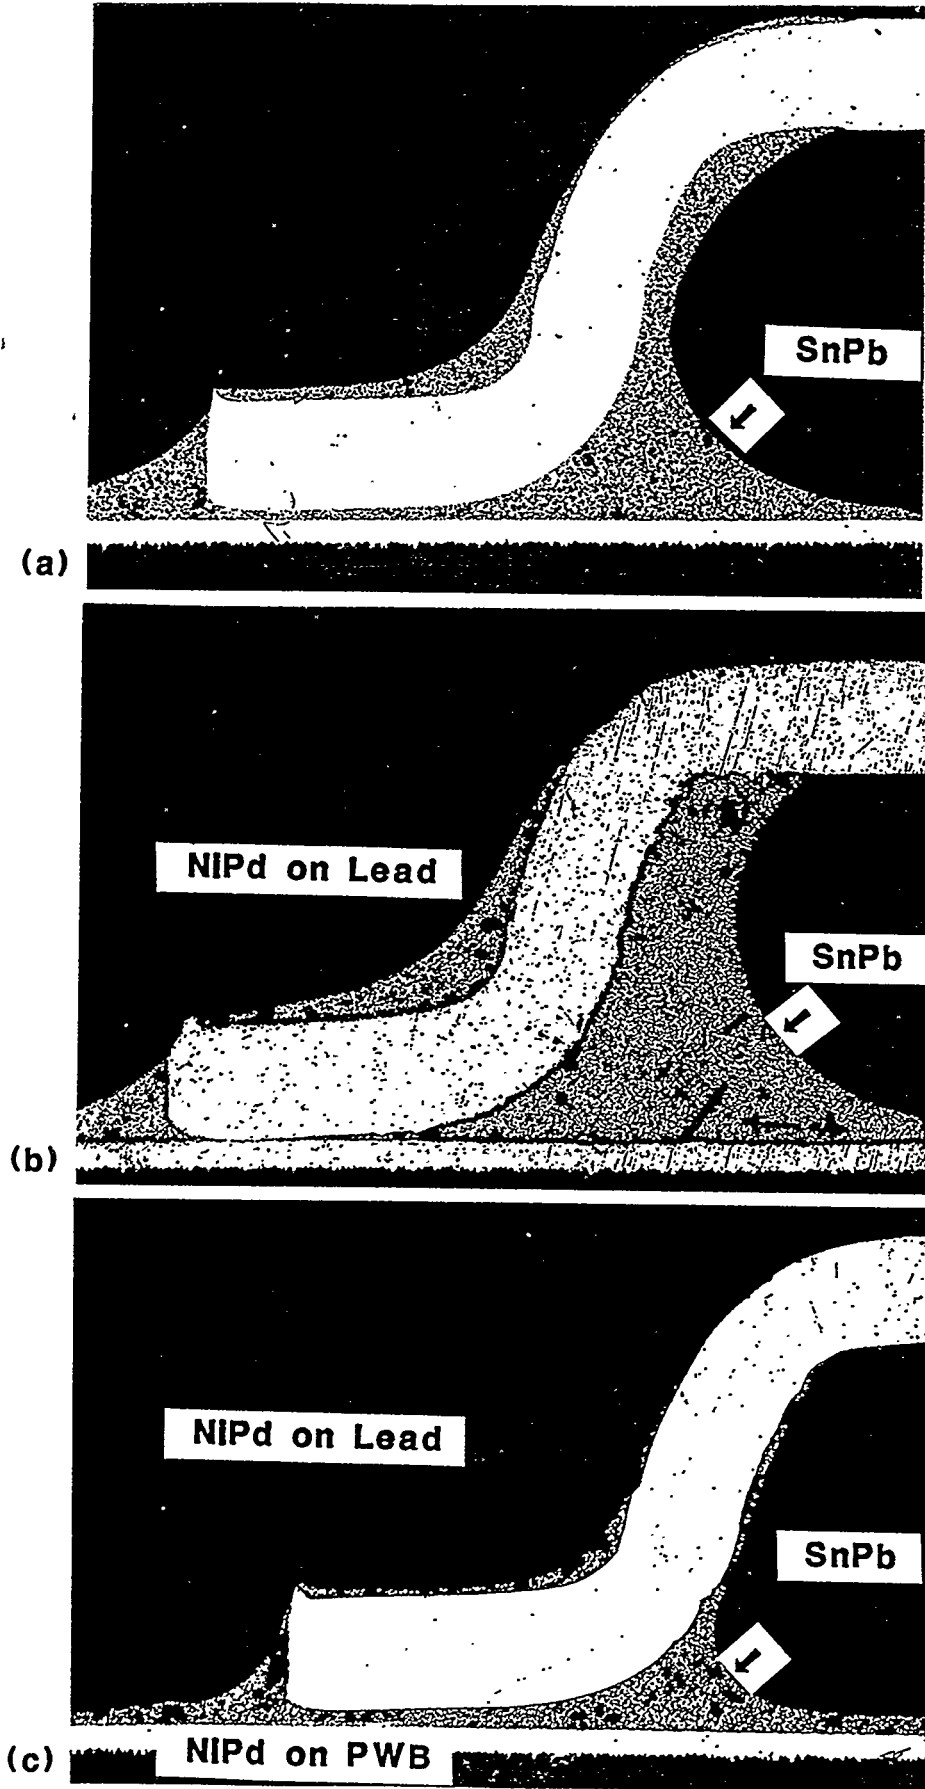 SnPb
(a)
NiPd on Lead
SnPb
(b)
NiPd on Lead
SnPb
(c)
NiPd on PWB